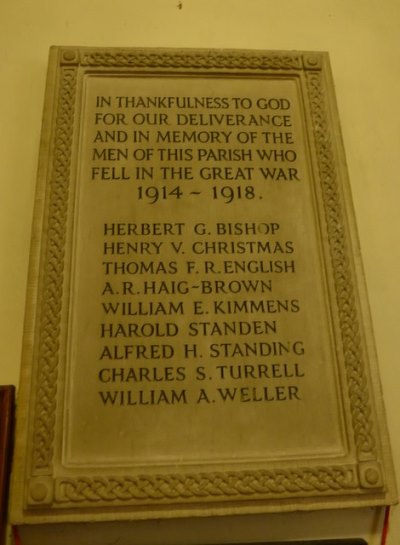 IN THANKFULNESS TO GOD
FOR OUR DELIVERANCE
AND IN MEMORY OF THE
MEN OF THIS PARISH WHO
FELL IN THE GREAT WAR
1914 ~ 1918.
HERBERT G. BISHOP
HENRY V. CHRISTMAS
THOMAS F. R. ENGLISH
A. R. HAIG-BROWN
WILLIAM E. KIMMENS
HAROLD STANDEN
ALFRED H. STANDING
CHARLES S. TURRELL
WILLIAM A. WELLER